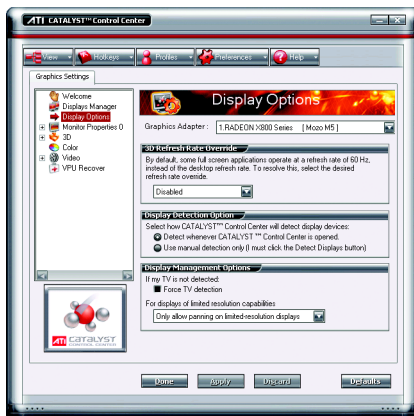 ATI CATALYST™ Control Center
View
Hotkeys
Profiles
Preferences
Help
Graphics Settings
Welcome
Displays Manager
Display Options
Monitor Properties 0
3D
Color
Video
VPU Recover
ATI CATALYST
CONTROL CENTER
Display Options
Graphics Adapter : 1.RADEON X800 Series [ Mozo M5 ]
3D Refresh Rate Override
By default, some full screen applications operate at a refresh rate of 60 Hz,
instead of the desktop refresh rate. To resolve this, select the desired
refresh rate override.
Disabled
Display Detection Option
Select how CATALYST™ Control Center will detect display devices:
Detect whenever CATALYST ™ Control Center is opened.
Use manual detection only (I must click the Detect Displays button)
Display Management Options
If my TV is not detected:
Force TV detection
For displays of limited resolution capabilities
Only allow panning on limited-resolution displays
Done
Apply
Discard
Defaults